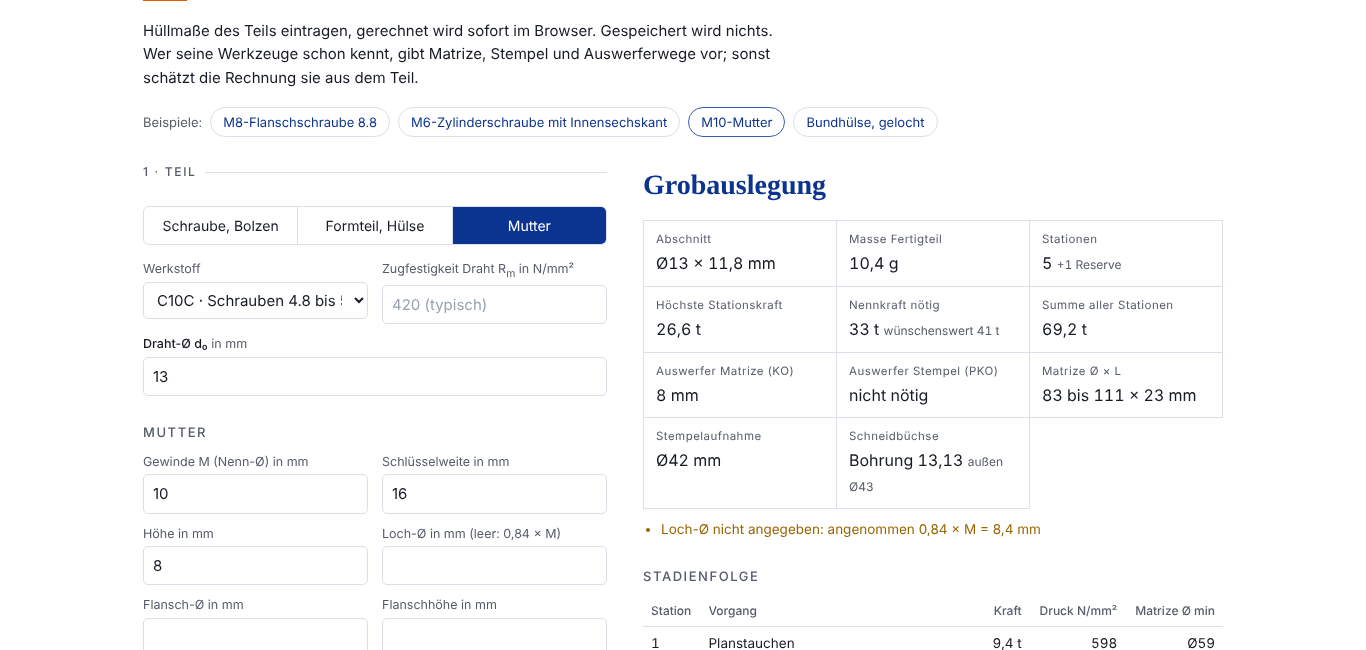 Hüllmaße des Teils eintragen, gerechnet wird sofort im Browser. Gespeichert wird nichts.
Wer seine Werkzeuge schon kennt, gibt Matrize, Stempel und Auswerferwege vor; sonst
schätzt die Rechnung sie aus dem Teil.
Beispiele: M8-Flanschschraube 8.8 M6-Zylinderschraube mit Innensechskant M10-Mutter Bundhülse, gelocht
1 · TEIL
Schraube, Bolzen Formteil, Hülse Mutter
Werkstoff Zugfestigkeit Draht Rm in N/mm²
C10C · Schrauben 4.8 bis 420 (typisch)
Draht-Ø d₀ in mm
13
MUTTER
Gewinde M (Nenn-Ø) in mm Schlüsselweite in mm
10 16
Höhe in mm Loch-Ø in mm (leer: 0,84 × M)
8
Flansch-Ø in mm Flanschhöhe in mm
Grobauslegung
Abschnitt Masse Fertigteil Stationen
Ø13 × 11,8 mm 10,4 g 5 +1 Reserve
Höchste Stationskraft Nennkraft nötig Summe aller Stationen
26,6 t 33 t wünschenswert 41 t 69,2 t
Auswerfer Matrize (KO) Auswerfer Stempel (PKO) Matrize Ø × L
8 mm nicht nötig 83 bis 111 × 23 mm
Stempelaufnahme Schneidbüchse
Ø42 mm Bohrung 13,13 außen
Ø43
▪ Loch-Ø nicht angegeben: angenommen 0,84 × M = 8,4 mm
STADIENFOLGE
Station Vorgang Kraft Druck N/mm² Matrize Ø min
1 Planstauchen 9,4 t 598 Ø59